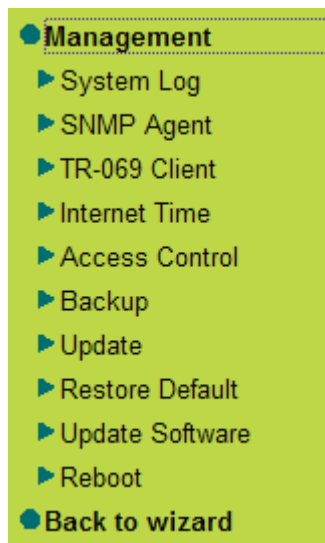 Management
System Log
SNMP Agent
TR-069 Client
Internet Time
Access Control
Backup
Update
Restore Default
Update Software
Reboot
Back to wizard